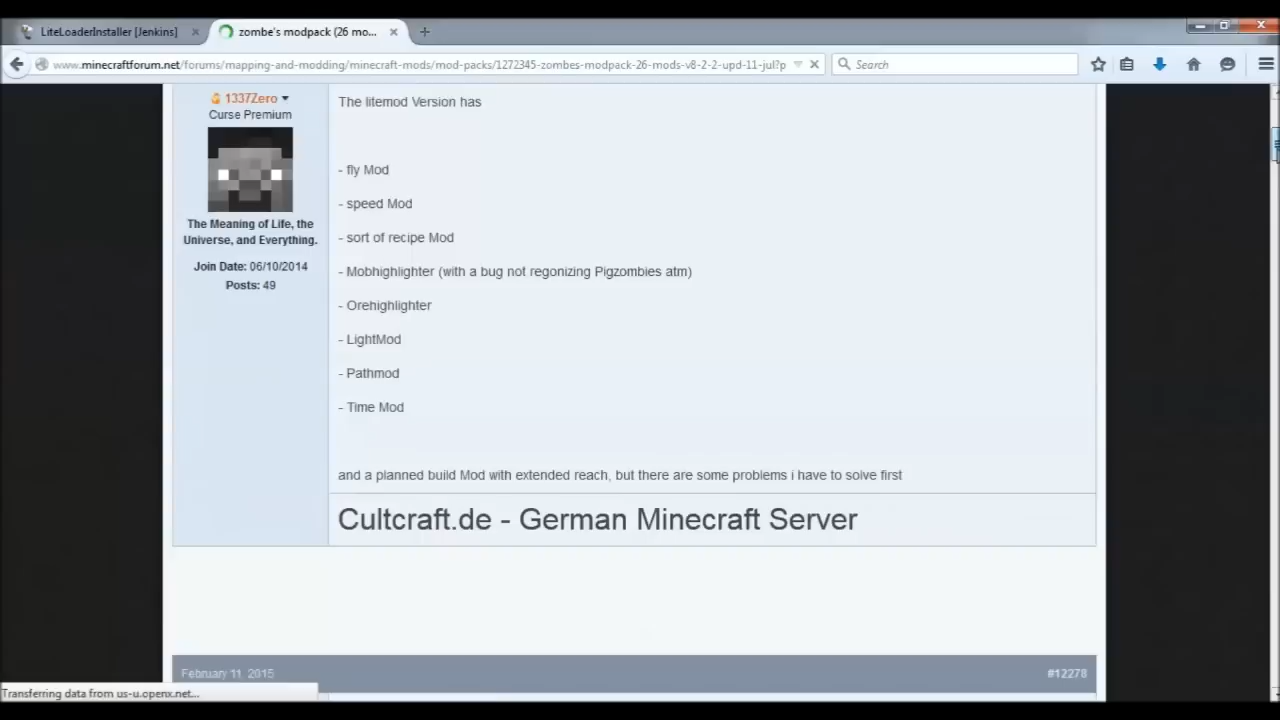 LiteLoaderInstaller [Jenkins]
zombe's modpack (26 mo...
www.minecraftforum.net/forums/mapping-and-modding/minecraft-mods/mod-packs/1272345-zombes-modpack-26-mods-v8-2-2-upd-11-jul?p
Search
1337Zero
Curse Premium
The Meaning of Life, the
Universe, and Everything.
Join Date: 06/10/2014
Posts: 49
The litemod Version has
- fly Mod
- speed Mod
- sort of recipe Mod
- Mobhighlighter (with a bug not regonizing Pigzombies atm)
- Orehighlighter
- LightMod
- Pathmod
- Time Mod
and a planned build Mod with extended reach, but there are some problems i have to solve first
Cultcraft.de - German Minecraft Server
February 11, 2015
#12278
Transferring data from us-u.openx.net...